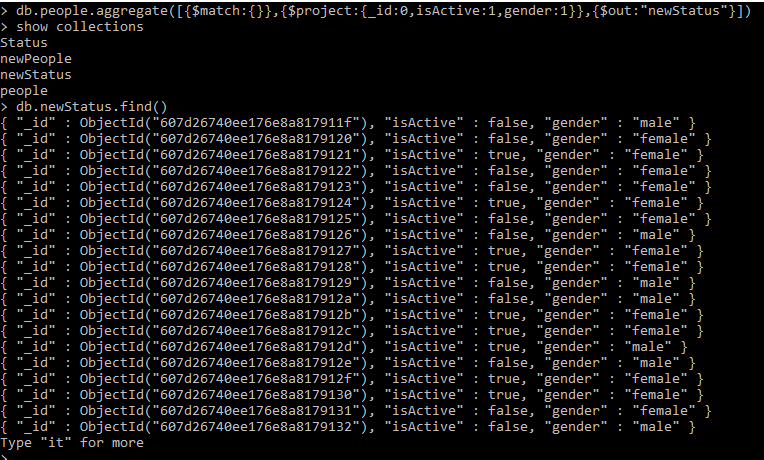 > db.people.aggregate([{$match:{}},{$project:{_id:0,isActive:1,gender:1}},{$out:"newStatus"}])
> show collections
Status
newPeople
newStatus
people
> db.newStatus.find()
{ "_id" : ObjectId("607d26740ee176e8a817911f"), "isActive" : false, "gender" : "male" }
{ "_id" : ObjectId("607d26740ee176e8a8179120"), "isActive" : false, "gender" : "female" }
{ "_id" : ObjectId("607d26740ee176e8a8179121"), "isActive" : true, "gender" : "female" }
{ "_id" : ObjectId("607d26740ee176e8a8179122"), "isActive" : false, "gender" : "female" }
{ "_id" : ObjectId("607d26740ee176e8a8179123"), "isActive" : false, "gender" : "female" }
{ "_id" : ObjectId("607d26740ee176e8a8179124"), "isActive" : true, "gender" : "female" }
{ "_id" : ObjectId("607d26740ee176e8a8179125"), "isActive" : false, "gender" : "female" }
{ "_id" : ObjectId("607d26740ee176e8a8179126"), "isActive" : false, "gender" : "male" }
{ "_id" : ObjectId("607d26740ee176e8a8179127"), "isActive" : true, "gender" : "female" }
{ "_id" : ObjectId("607d26740ee176e8a8179128"), "isActive" : true, "gender" : "female" }
{ "_id" : ObjectId("607d26740ee176e8a8179129"), "isActive" : false, "gender" : "male" }
{ "_id" : ObjectId("607d26740ee176e8a817912a"), "isActive" : false, "gender" : "male" }
{ "_id" : ObjectId("607d26740ee176e8a817912b"), "isActive" : true, "gender" : "female" }
{ "_id" : ObjectId("607d26740ee176e8a817912c"), "isActive" : true, "gender" : "female" }
{ "_id" : ObjectId("607d26740ee176e8a817912d"), "isActive" : true, "gender" : "male" }
{ "_id" : ObjectId("607d26740ee176e8a817912e"), "isActive" : false, "gender" : "male" }
{ "_id" : ObjectId("607d26740ee176e8a817912f"), "isActive" : true, "gender" : "female" }
{ "_id" : ObjectId("607d26740ee176e8a8179130"), "isActive" : true, "gender" : "female" }
{ "_id" : ObjectId("607d26740ee176e8a8179131"), "isActive" : false, "gender" : "female" }
{ "_id" : ObjectId("607d26740ee176e8a8179132"), "isActive" : false, "gender" : "male" }
Type "it" for more
>